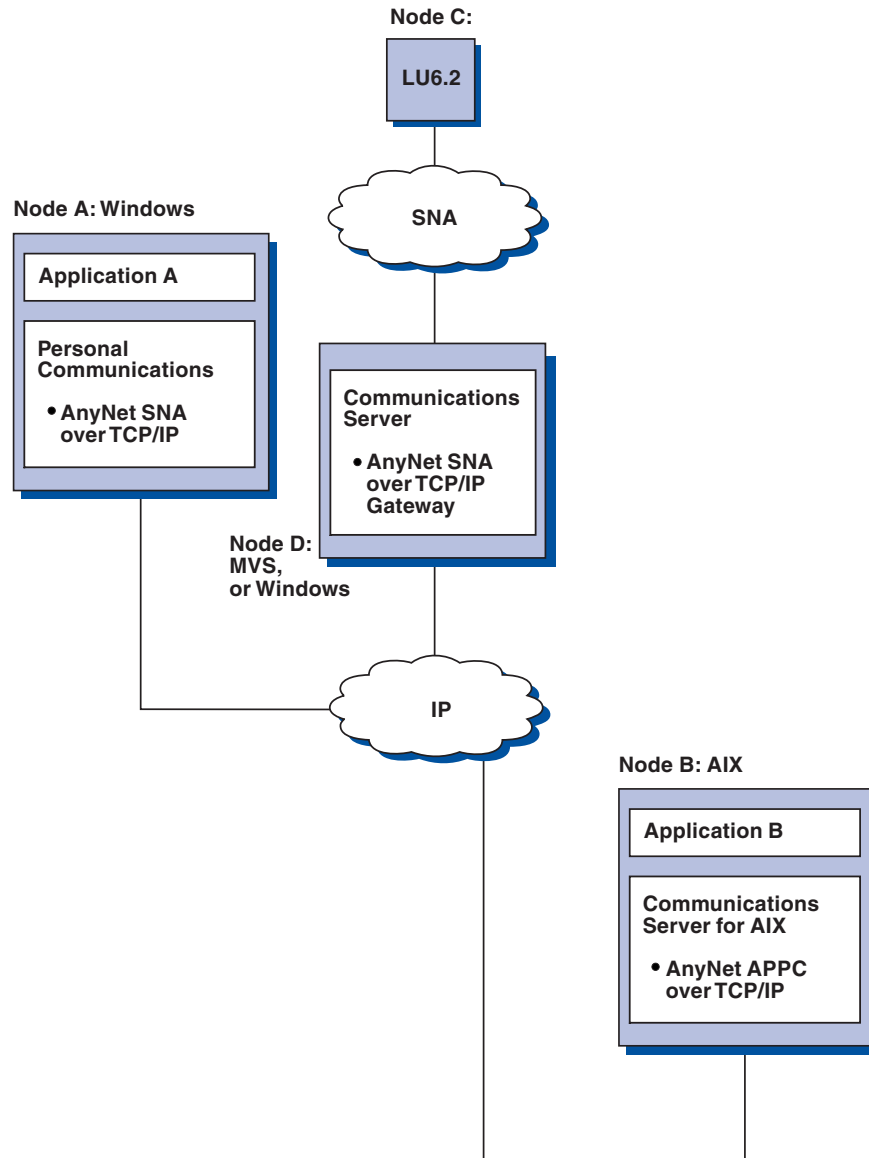 Node C:
LU6.2
SNA
Node A: Windows
Application A
Personal
Communications
• AnyNet SNA
over TCP/IP
Communications
Server
• AnyNet SNA
over TCP/IP
Gateway
Node D:
MVS,
or Windows
IP
Node B: AIX
Application B
Communications
Server for AIX
• AnyNet APPC
over TCP/IP